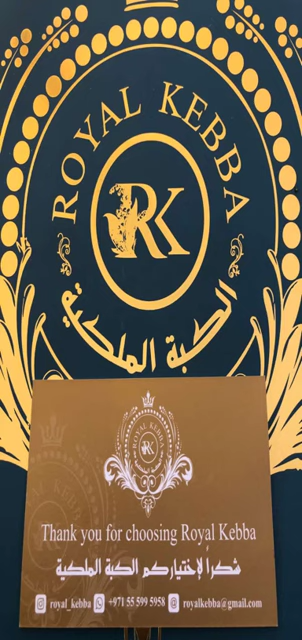 ROYAL KEBBA
RK
الكبة الملكية
ROYAL KEBBA
RK
Thank you for choosing Royal Kebba
شكراً لإختياركم الكبة الملكية
royal_kebba +971 55 599 5958 royalkebba@gmail.com